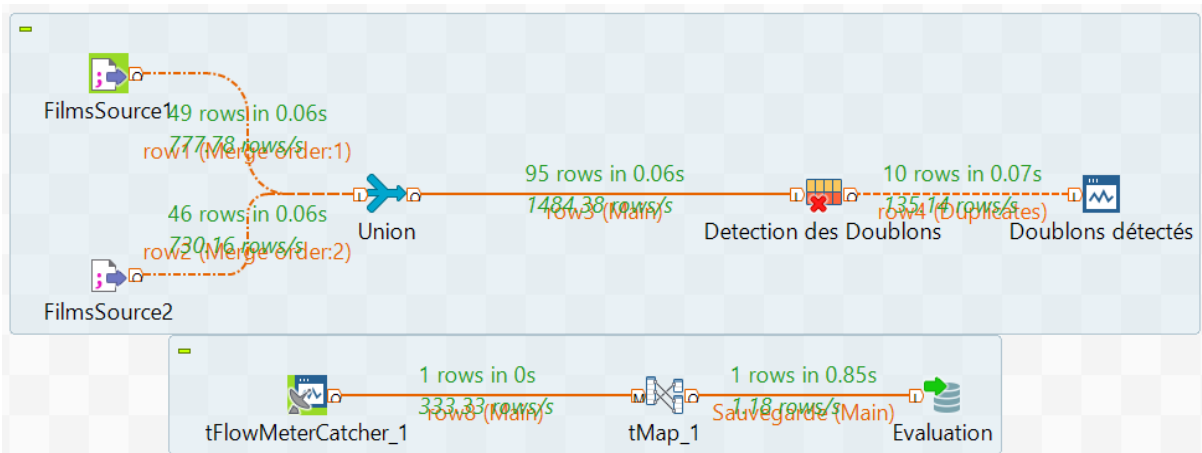 FilmsSource1
49 rows in 0.06s
777.78 rows/s
row1 (Merge order:1)
95 rows in 0.06s
1484.38 rows/s
row3 (Main)
10 rows in 0.07s
135.14 rows/s
row4 (Duplicates)
46 rows in 0.06s
730.16 rows/s
row2 (Merge order:2)
Union
Detection des Doublons
Doublons détectés
FilmsSource2
1 rows in 0s
333.33 rows/s
row8 (Main)
1 rows in 0.85s
1.18 rows/s
Sauvegarde (Main)
tFlowMeterCatcher_1
tMap_1
Evaluation